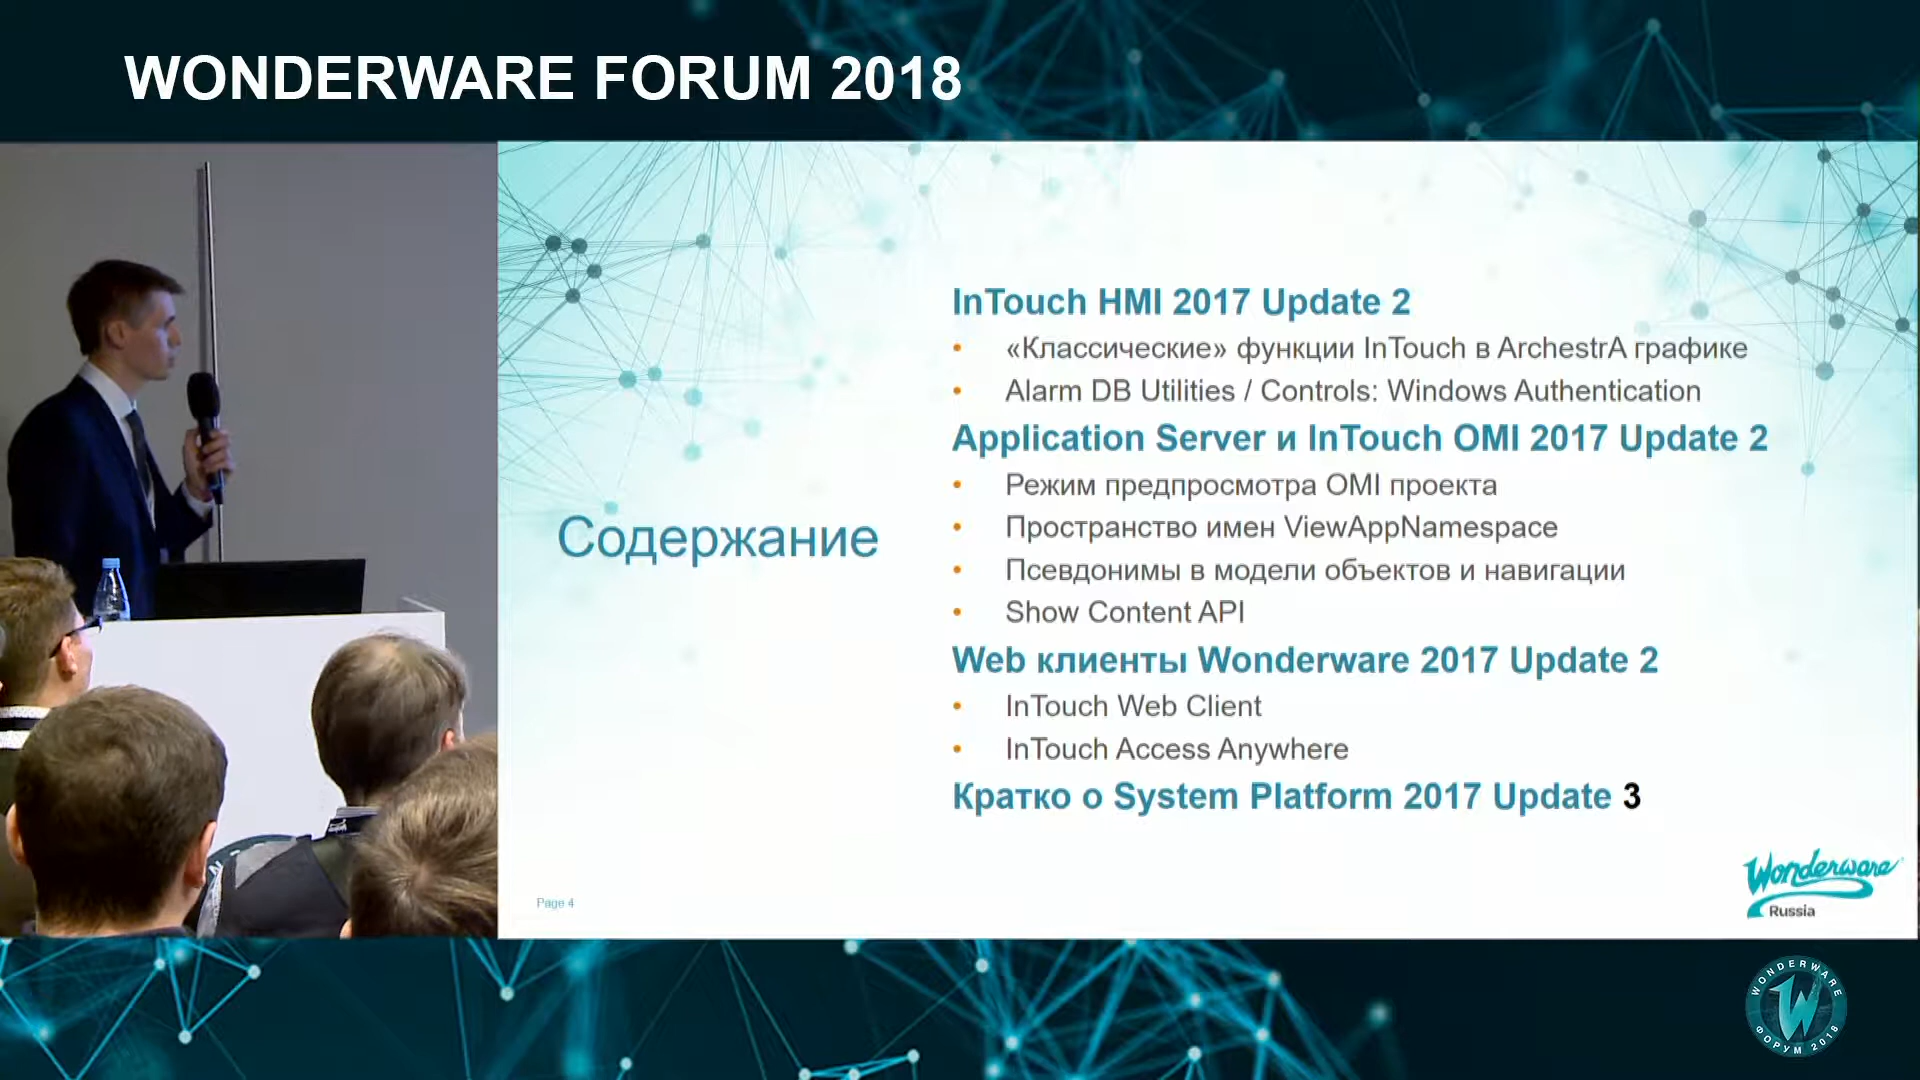 WONDERWARE FORUM 2018
Содержание
InTouch HMI 2017 Update 2
• «Классические» функции InTouch в ArchestrA графике
• Alarm DB Utilities / Controls: Windows Authentication
Application Server и InTouch OMI 2017 Update 2
• Режим предпросмотра OMI проекта
• Пространство имен ViewAppNamespace
• Псевдонимы в модели объектов и навигации
• Show Content API
Web клиенты Wonderware 2017 Update 2
• InTouch Web Client
• InTouch Access Anywhere
Кратко о System Platform 2017 Update 3
Page 4
Wonderware
Russia
WONDERWARE
W
ФОРУМ 2018